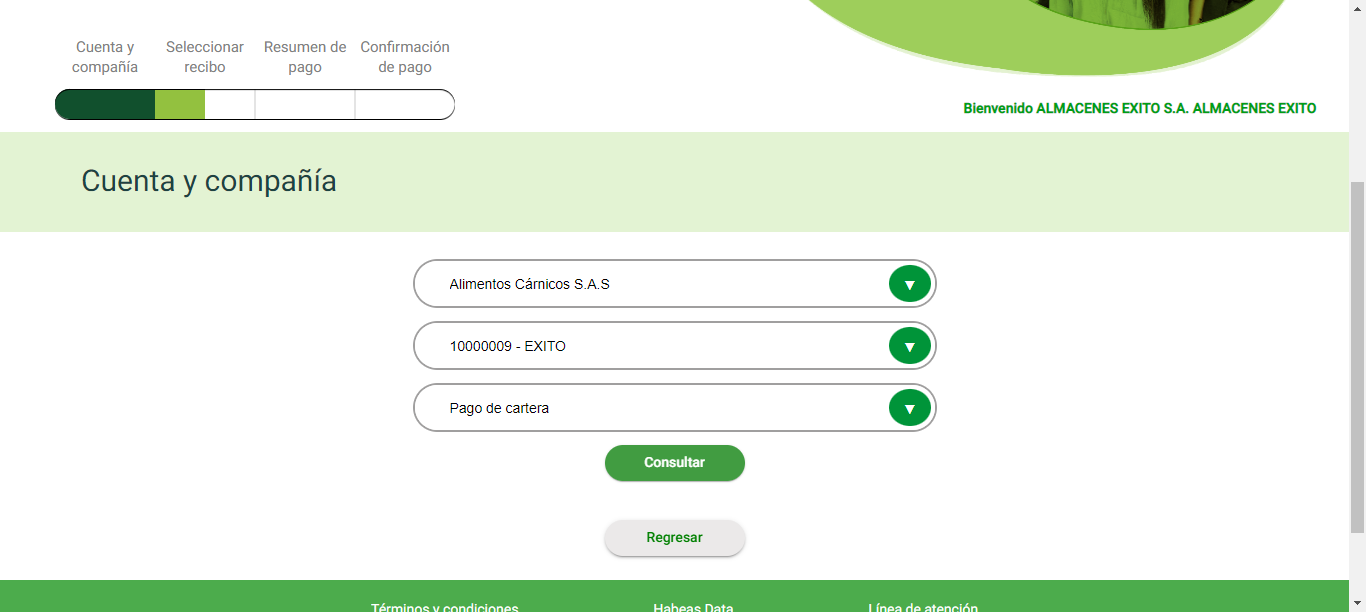 Cuenta y
compañía
Seleccionar
recibo
Resumen de
pago
Confirmación
de pago
Bienvenido ALMACENES EXITO S.A. ALMACENES EXITO
Cuenta y compañía
Alimentos Cárnicos S.A.S
10000009 - EXITO
Pago de cartera
Consultar
Regresar
Términos y condiciones
Habeas Data
Línea de atención